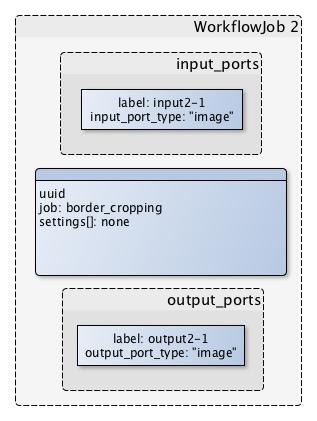 WorkflowJob 2
input_ports
label: input2-1
input_port_type: "image"
uuid
job: border_cropping
settings[]: none
output_ports
label: output2-1
output_port_type: "image"